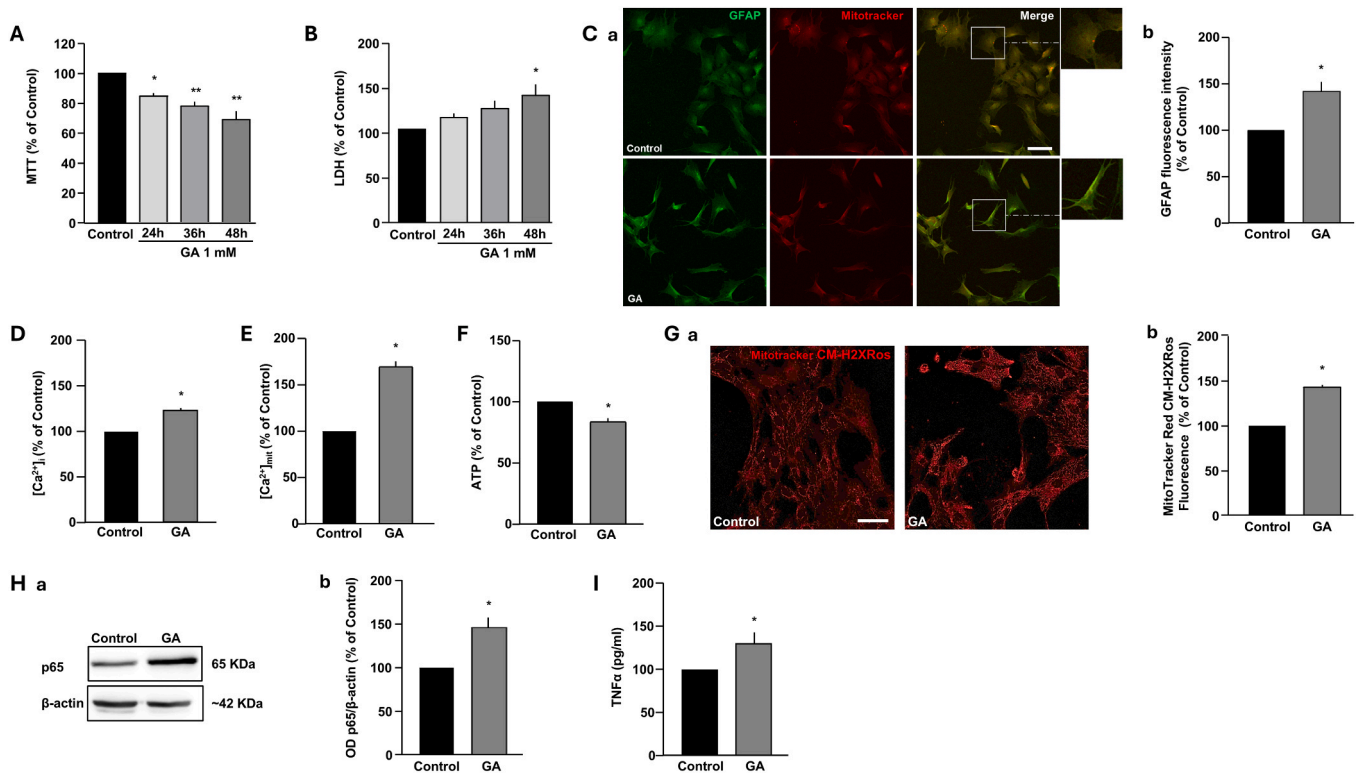 A
MTT (% of Control)
120
100
80
60
40
20
0
Control
24h
36h
48h
GA 1 mM
*
**
**
B
LDH (% of Control)
200
150
100
50
0
Control
24h
36h
48h
GA 1 mM
*
C a
GFAP
Mitotracker
Merge
Control
GA
b
GFAP fluorescence intensity
(% of Control)
200
150
100
50
0
Control
GA
*
D
[Ca²⁺]i (% of Control)
200
150
100
50
0
Control
GA
*
E
[Ca²⁺]mit (% of Control)
200
150
100
50
0
Control
GA
*
F
ATP (% of Control)
150
100
50
0
Control
GA
*
G a
Mitotracker CM-H2XRos
Control
GA
b
MitoTracker Red CM-H2XRos
Fluorecence (% of Control)
200
150
100
50
0
Control
GA
*
H a
Control GA
p65
65 KDa
β-actin
~42 KDa
b
OD p65/β-actin (% of Control)
200
150
100
50
0
Control
GA
*
I
TNFα (pg/ml)
200
150
100
50
0
Control
GA
*